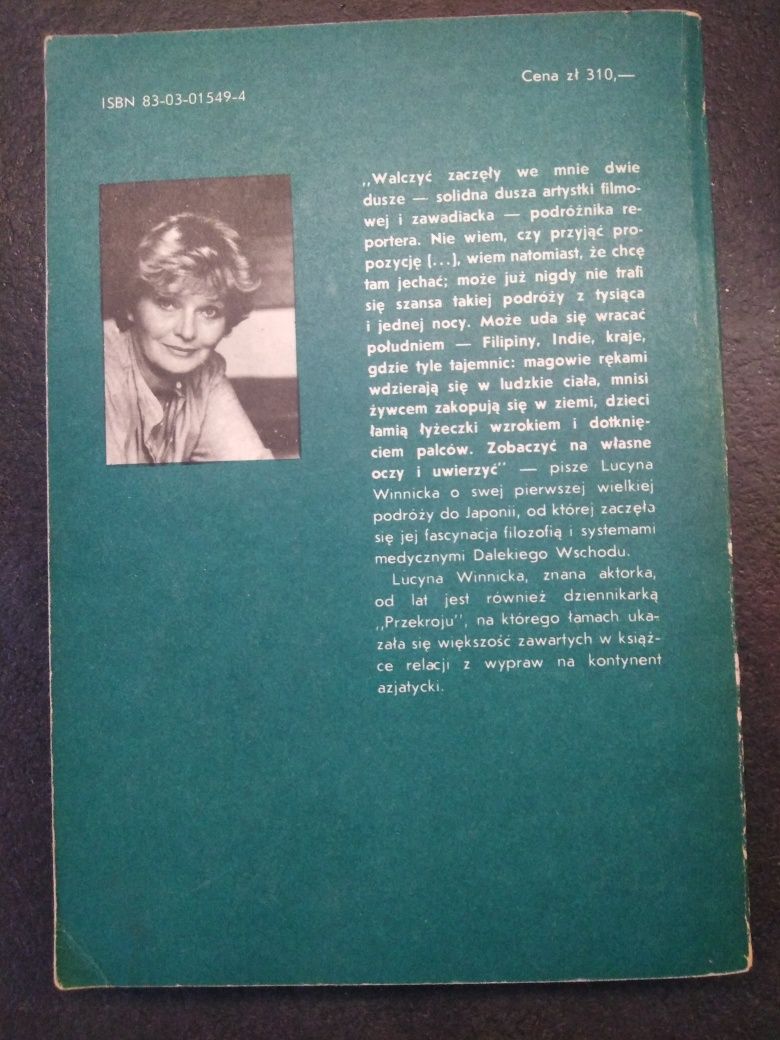 ISBN 83-03-01549-4
Cena zł 310,—
„Walczyć zaczęły we mnie dwie
dusze — solidna dusza artystki filmo-
wej i zawadiacka — podróżnika re-
portera. Nie wiem, czy przyjąć pro-
pozycję [...], wiem natomiast, że chcę
tam jechać; może już nigdy nie trafi
się szansa takiej podróży z tysiąca
i jednej nocy. Może uda się wracać
południem — Filipiny, Indie, kraje,
gdzie tyle tajemnic: magowie rękami
wdzierają się w ludzkie ciała, mnisi
żywcem zakopują się w ziemi, dzieci
łamią łyżeczki wzrokiem i dotknię-
ciem palców. Zobaczyć na własne
oczy i uwierzyć" — pisze Lucyna
Winnicka o swej pierwszej wielkiej
podróży do Japonii, od której zaczęła
się jej fascynacja filozofią i systemami
medycznymi Dalekiego Wschodu.
Lucyna Winnicka, znana aktorka,
od lat jest również dziennikarką
„Przekroju", na którego łamach uka-
zała się większość zawartych w książ-
ce relacji z wypraw na kontynent
azjatycki.